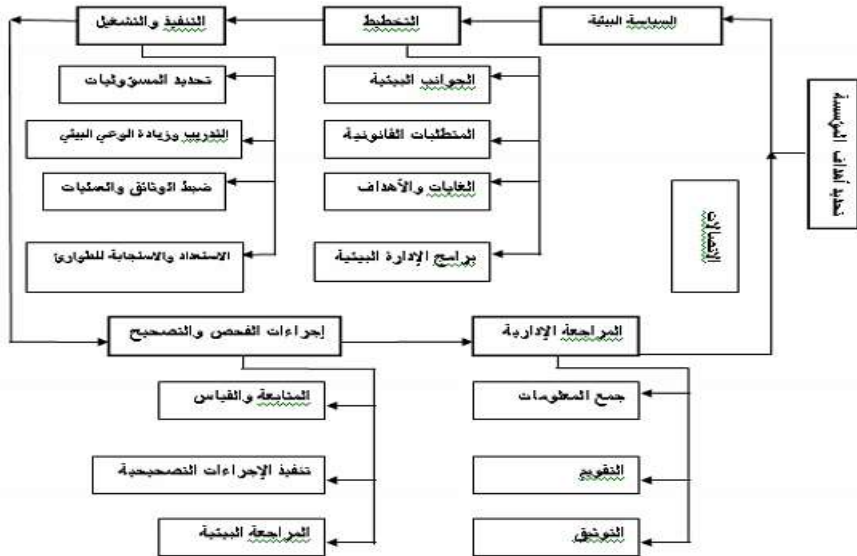 السياسة البيئية
التخطيط
التنفيذ والتشغيل
تحديد أهداف المؤسسة
الاتصالات
الجوانب البيئية
المتطلبات القانونية
الغايات والأهداف
برامج الإدارة البيئية
تحديد المسؤوليات
التدريب وزيادة الوعي البيئي
ضبط الوثائق والعمليات
الاستعداد والاستجابة للطوارئ
المراجعة الإدارية
إجراءات الفحص والتصحيح
جمع المعلومات
التقويم
التوثيق
المتابعة والقياس
تنفيذ الإجراءات التصحيحية
المراجعة البيئية